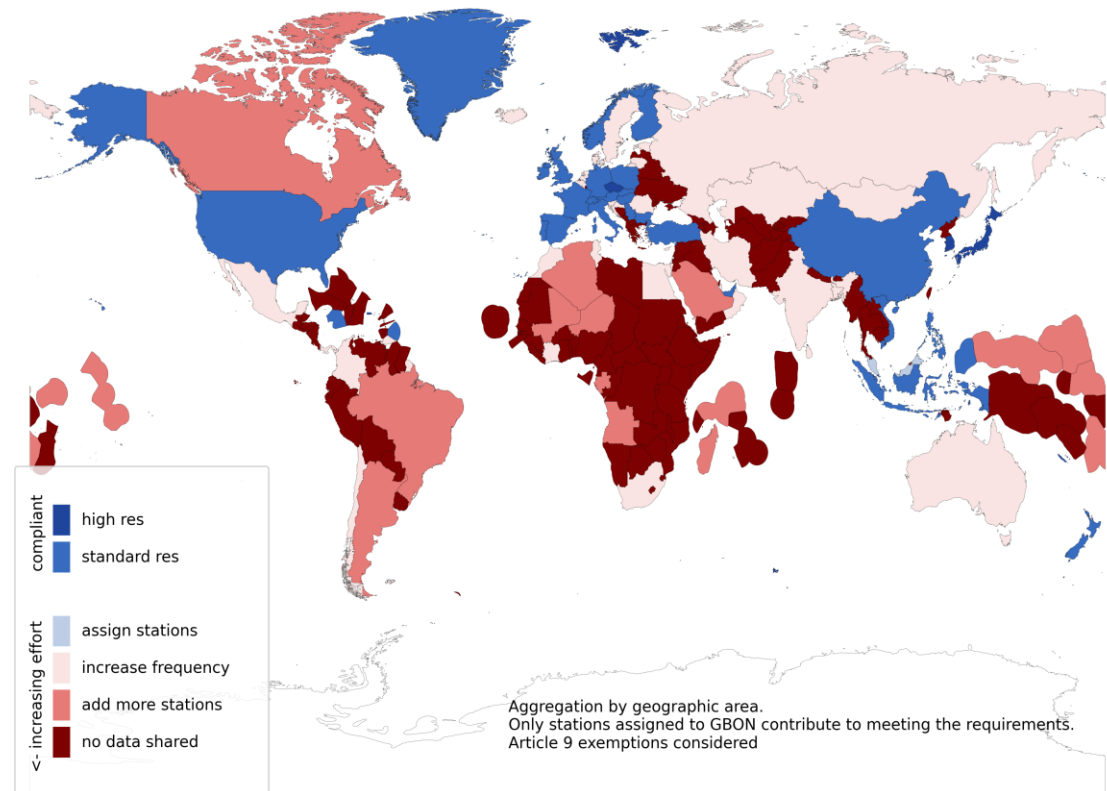 compliant
high res
standard res
<- increasing effort
assign stations
increase frequency
add more stations
no data shared
Aggregation by geographic area.
Only stations assigned to GBON contribute to meeting the requirements.
Article 9 exemptions considered